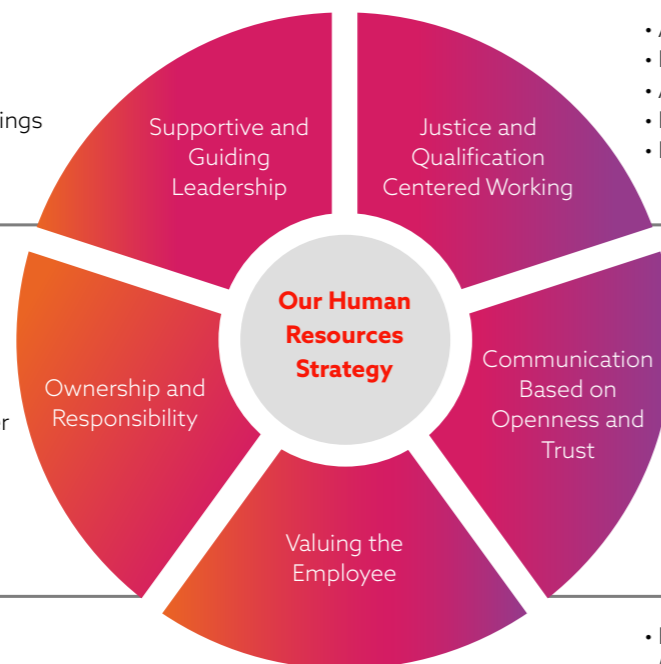 Supportive and
Guiding
Leadership
Justice and
Qualification
Centered Working
Our Human
Resources
Strategy
Ownership and
Responsibility
Communication
Based on
Openness and
Trust
Valuing the
Employee